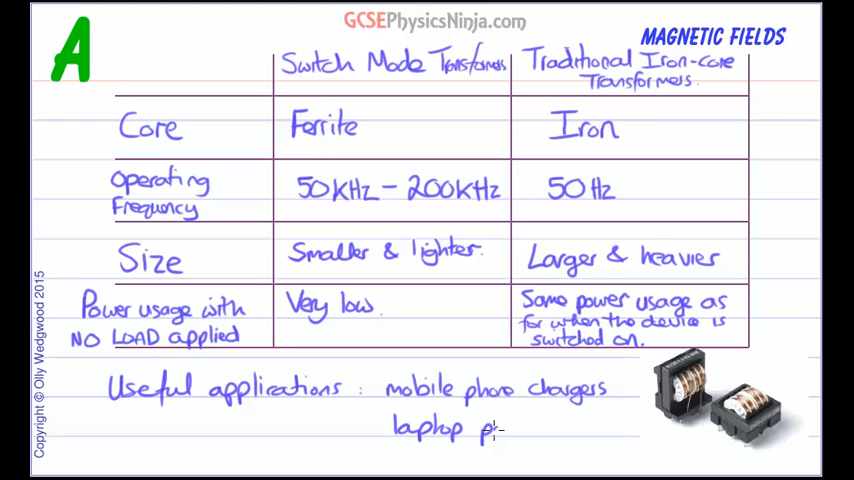 GCSEPhysicsNinja.com
A
MAGNETIC FIELDS
Switch Mode Transformers
Traditional Iron-Core
Transformers.
Core
Ferrite
Iron
Operating
Frequency
50KHz - 200KHz
50Hz
Size
Smaller & lighter.
Larger & heavier
Power usage with
NO LOAD applied
Very low.
Same power usage as
for when the device is
switched on.
Useful applications : mobile phone chargers
laptop p
Copyright © Olly Wedgwood 2015